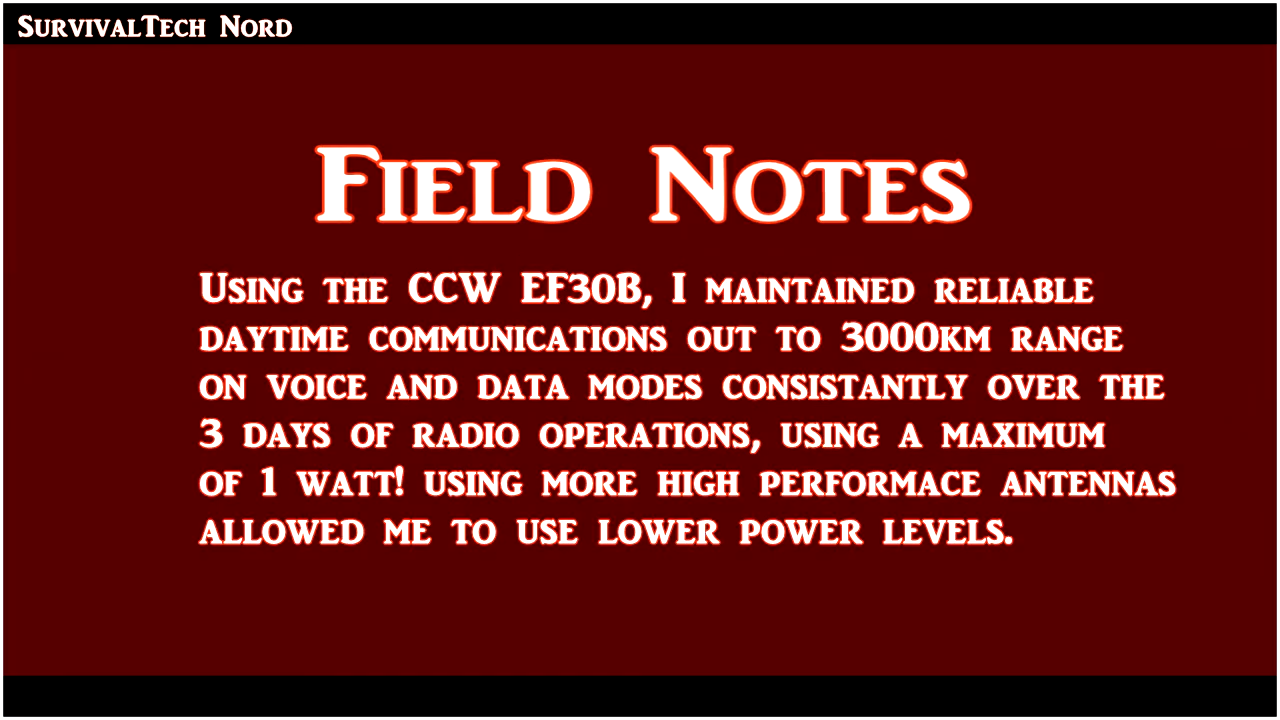 SurvivalTech Nord
Field Notes
Using the CCW EF30B, I maintained reliable
daytime communications out to 3000km range
on voice and data modes consistantly over the
3 days of radio operations, using a maximum
of 1 watt! using more high performace antennas
allowed me to use lower power levels.